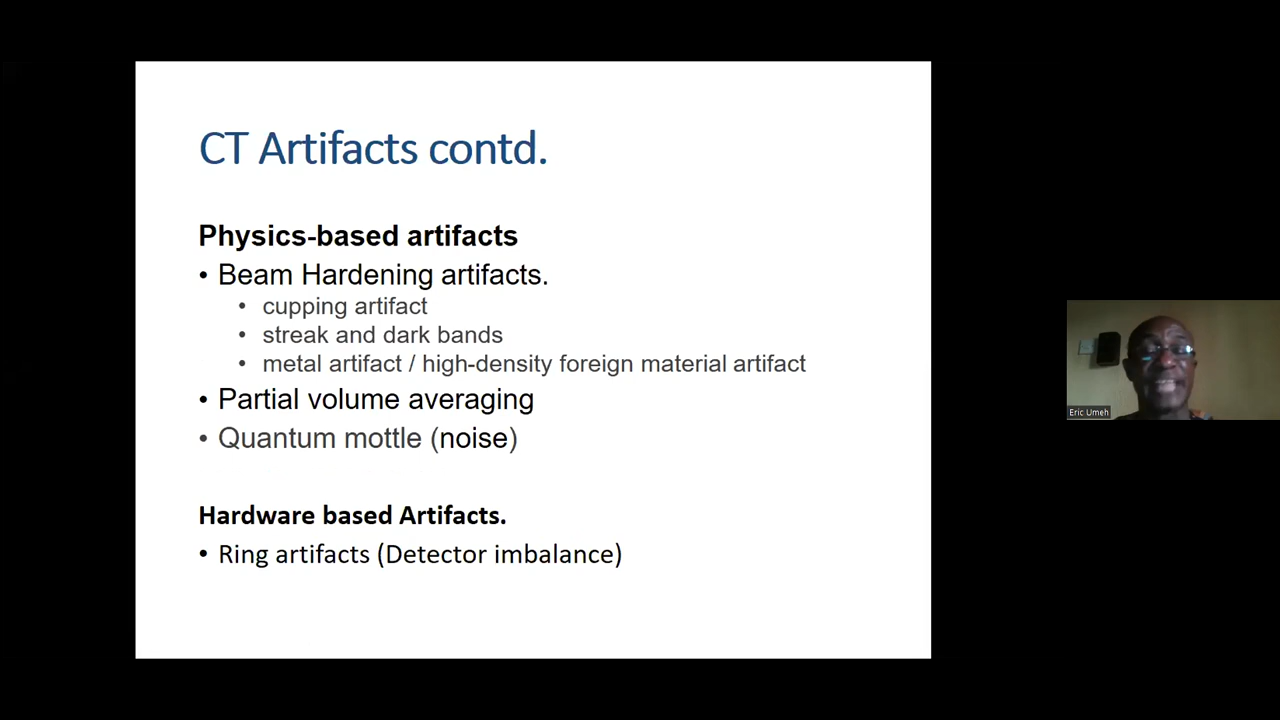 CT Artifacts contd.
Physics-based artifacts
• Beam Hardening artifacts.
• cupping artifact
• streak and dark bands
• metal artifact / high-density foreign material artifact
• Partial volume averaging
• Quantum mottle (noise)
Hardware based Artifacts.
• Ring artifacts (Detector imbalance)
Eric Umeh